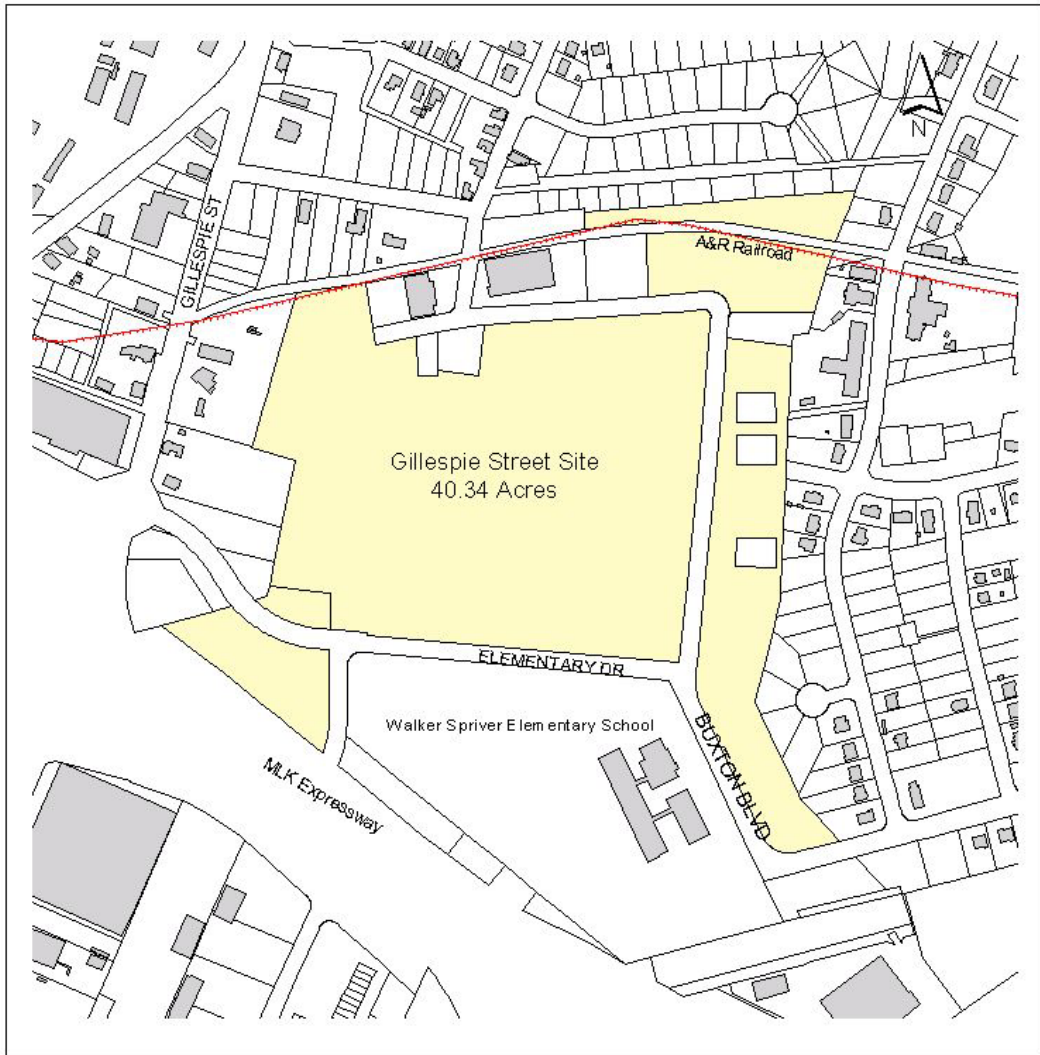 N
GILLESPIE ST
A&R Railroad
Gillespie Street Site
40.34 Acres
ELEMENTARY DR
Walker Spriver Elementary School
BUXTON BLVD
MLK Expressway